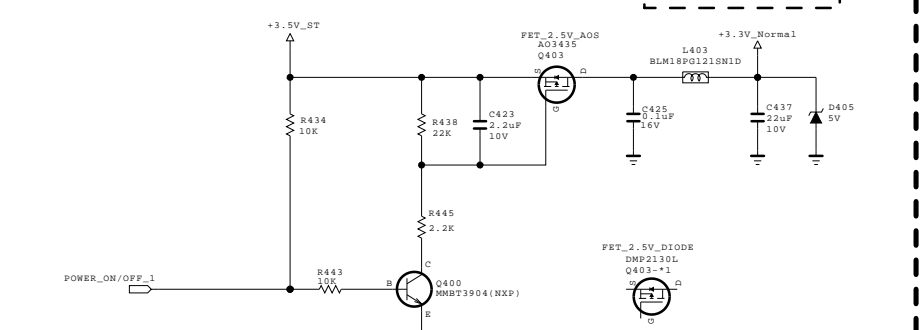 +3.5V_ST
FET_2.5V_AOS
AO3435
Q403
+3.3V_Normal
L403
BLM18PG121SN1D
S
D
G
R434
10K
R438
22K
C423
2.2uF
10V
C425
0.1uF
16V
C437
22uF
10V
D405
5V
R445
2.2K
FET_2.5V_DIODE
DMP2130L
Q403-*1
S
D
G
POWER_ON/OFF_1
R443
10K
B
C
E
Q400
MMBT3904(NXP)